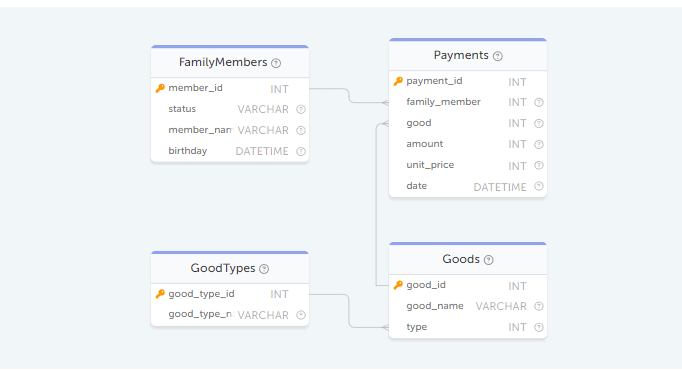 FamilyMembers
member_id INT
status VARCHAR
member_nam VARCHAR
birthday DATETIME
Payments
payment_id INT
family_member INT
good INT
amount INT
unit_price INT
date DATETIME
GoodTypes
good_type_id INT
good_type_n VARCHAR
Goods
good_id INT
good_name VARCHAR
type INT